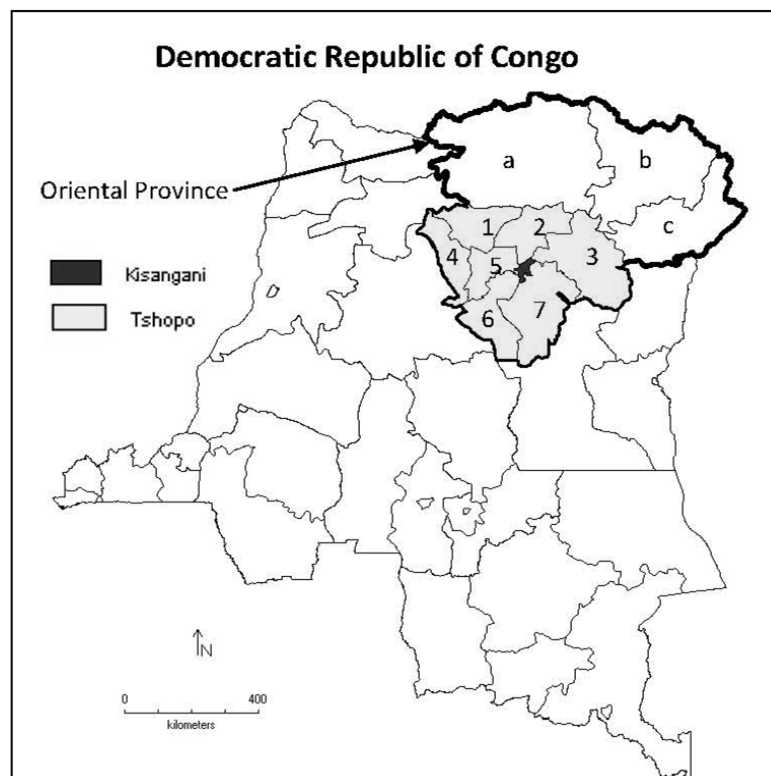 Democratic Republic of Congo
a
b
Oriental Province
c
1
2
3
4
5
Kisangani
Tshopo
6
7
N
0 400
kilometers